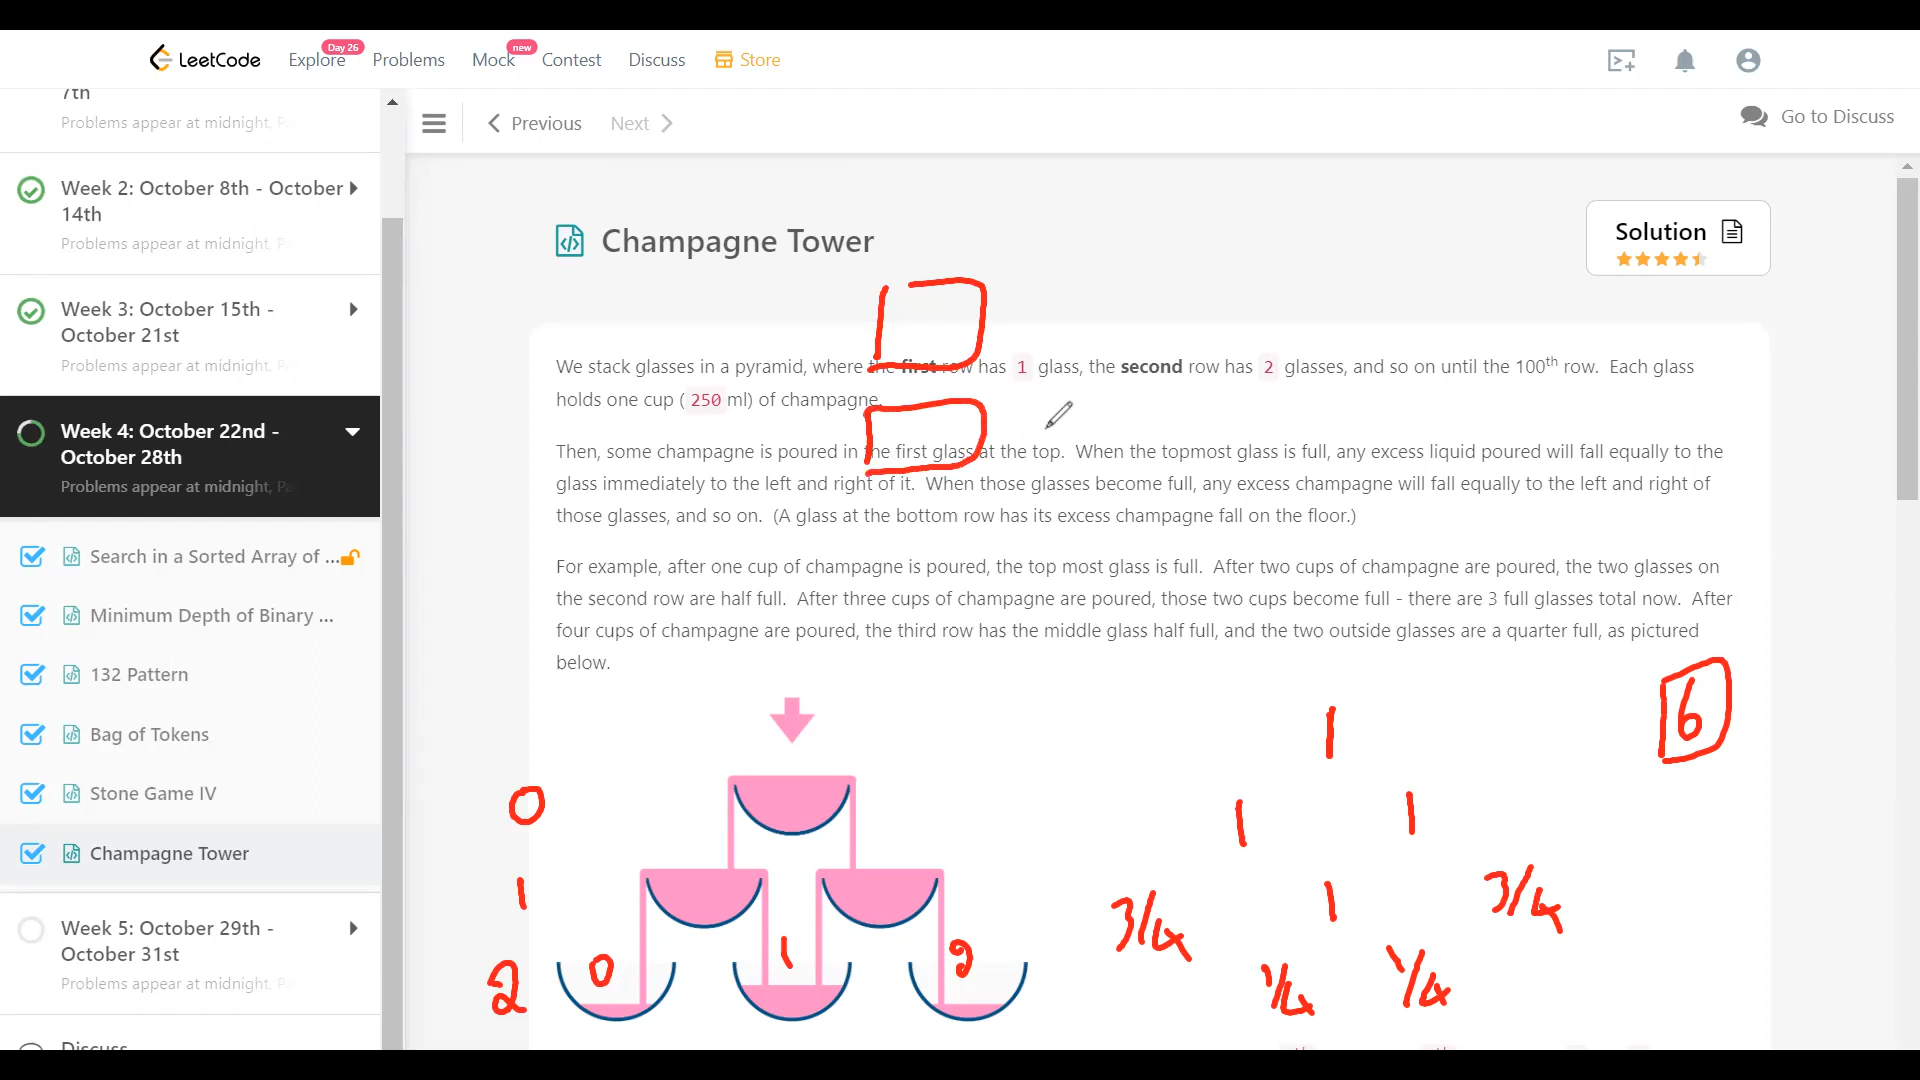 LeetCode Explore Day 26 Problems Mock new Contest Discuss Store
7th
Problems appear at midnight, Pa
Previous Next Go to Discuss
Week 2: October 8th - October
14th
Problems appear at midnight, Pa
Week 3: October 15th -
October 21st
Problems appear at midnight, Pa
Week 4: October 22nd -
October 28th
Problems appear at midnight, Pa
Search in a Sorted Array of ...
Minimum Depth of Binary ...
132 Pattern
Bag of Tokens
Stone Game IV
Champagne Tower
Week 5: October 29th -
October 31st
Problems appear at midnight, Pa
Discuss
Champagne Tower
Solution
We stack glasses in a pyramid, where the first row has 1 glass, the second row has 2 glasses, and so on until the 100th row. Each glass
holds one cup (250 ml) of champagne.
Then, some champagne is poured in the first glass at the top. When the topmost glass is full, any excess liquid poured will fall equally to the
glass immediately to the left and right of it. When those glasses become full, any excess champagne will fall equally to the left and right of
those glasses, and so on. (A glass at the bottom row has its excess champagne fall on the floor.)
For example, after one cup of champagne is poured, the top most glass is full. After two cups of champagne are poured, the two glasses on
the second row are half full. After three cups of champagne are poured, those two cups become full - there are 3 full glasses total now. After
four cups of champagne are poured, the third row has the middle glass half full, and the two outside glasses are a quarter full, as pictured
below.
6
1
0 1 1
1 3/4 1 3/4
2 0 1 2 1/4 1/4